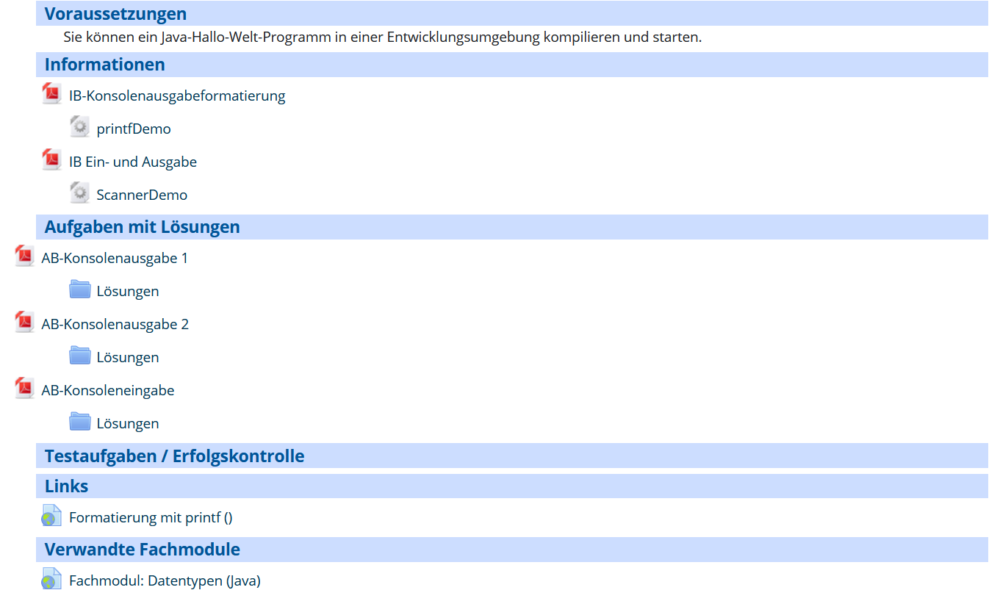 Voraussetzungen
Sie können ein Java-Hallo-Welt-Programm in einer Entwicklungsumgebung kompilieren und starten.
Informationen
IB-Konsolenausgabeformatierung
printfDemo
IB Ein- und Ausgabe
ScannerDemo
Aufgaben mit Lösungen
AB-Konsolenausgabe 1
Lösungen
AB-Konsolenausgabe 2
Lösungen
AB-Konsoleneingabe
Lösungen
Testaufgaben / Erfolgskontrolle
Links
Formatierung mit printf ()
Verwandte Fachmodule
Fachmodul: Datentypen (Java)